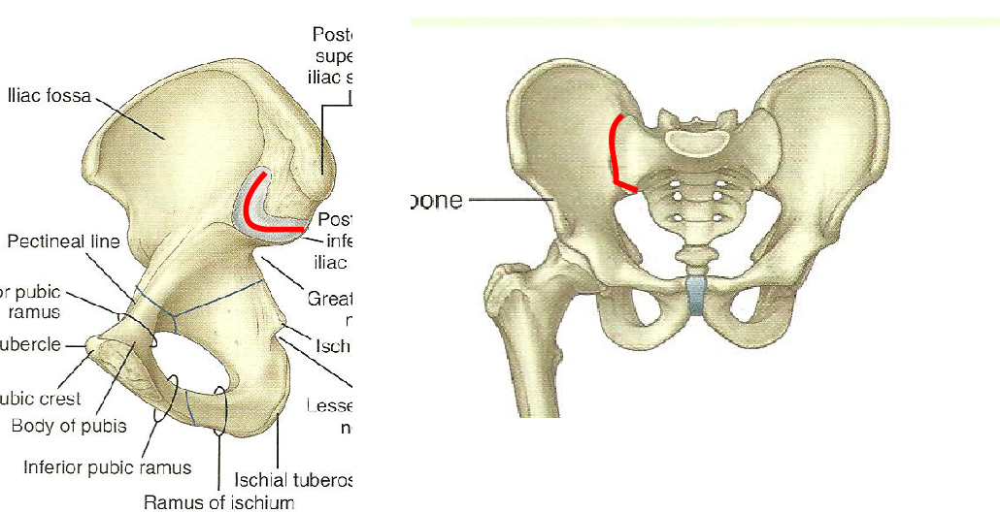 Poste
supe
iliac s
Iliac fossa
Post
infe
iliac
Pectineal line
or pubic
ramus
Great
n
ubercle
Isch
ubic crest
Body of pubis
Lesse
n
Inferior pubic ramus
Ischial tuberos
Ramus of ischium
bone